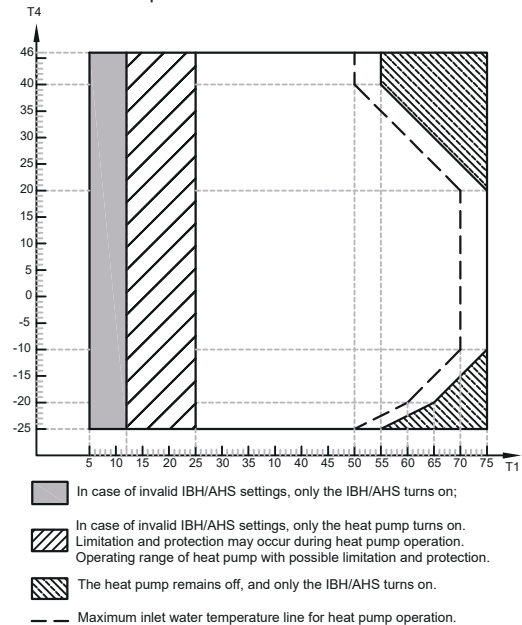 T4
46
40
35
30
25
20
15
10
5
0
-5
-10
-20
-25
5 10 15 20 25 30 35 10 45 50 55 60 65 70 75
T1
In case of invalid IBH/AHS settings, only the IBH/AHS turns on;
In case of invalid IBH/AHS settings, only the heat pump turns on.
Limitation and protection may occur during heat pump operation.
Operating range of heat pump with possible limitation and protection.
The heat pump remains off, and only the IBH/AHS turns on.
Maximum inlet water temperature line for heat pump operation.